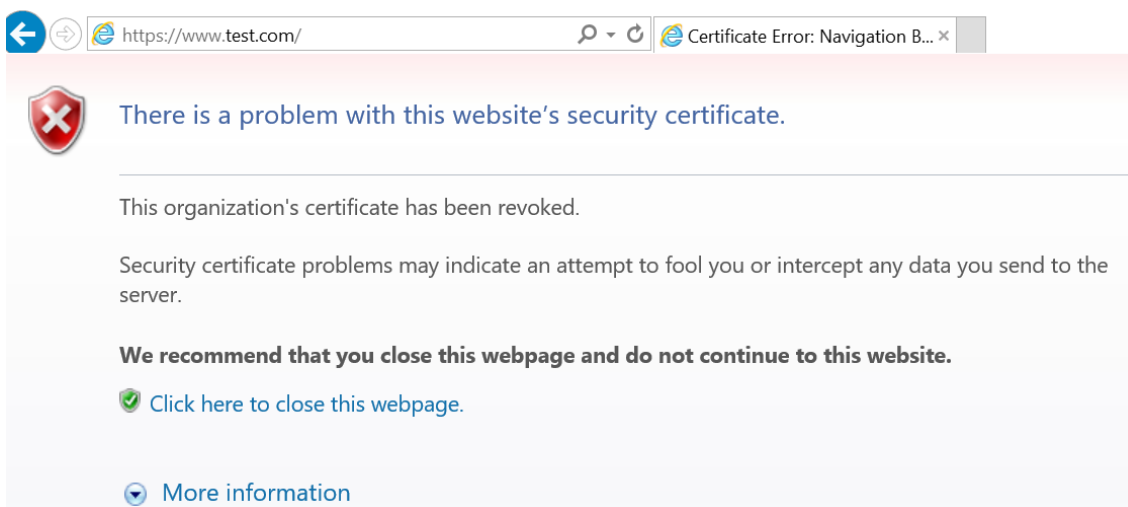 https://www.test.com/
Certificate Error: Navigation B...
There is a problem with this website's security certificate.
This organization's certificate has been revoked.
Security certificate problems may indicate an attempt to fool you or intercept any data you send to the
server.
We recommend that you close this webpage and do not continue to this website.
Click here to close this webpage.
More information